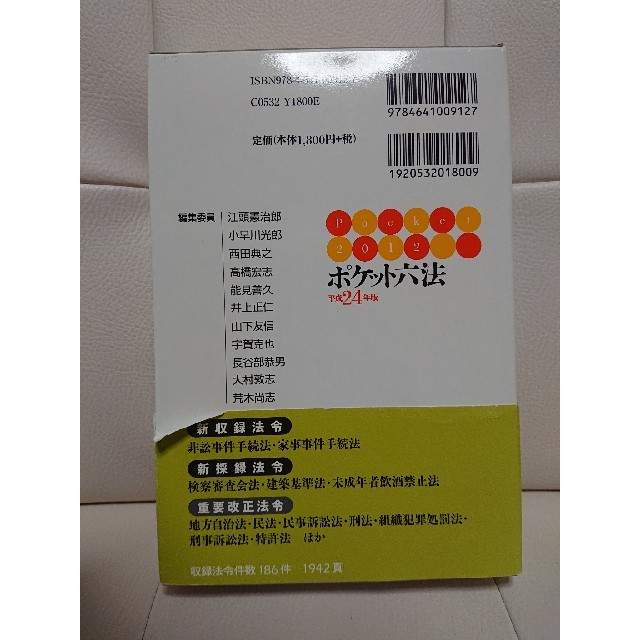 C0532 Y1800E
9784641009127
定価(本体1,800円+税)
1920532018009
編集委員
江頭憲治郎
小早川光郎
西田典之
高橋宏志
能見善久
井上正仁
山下友信
宇賀克也
長谷部恭男
大村敦志
荒木尚志
Pocket
2012
ポケット六法
平成24年版
新収録法令
非訟事件手続法・家事事件手続法
新採録法令
検察審査会法・建築基準法・未成年者飲酒禁止法
重要改正法令
地方自治法・民法・民事訴訟法・刑法・組織犯罪処罰法・
刑事訴訟法・特許法 ほか
収録法令件数186件 1942頁